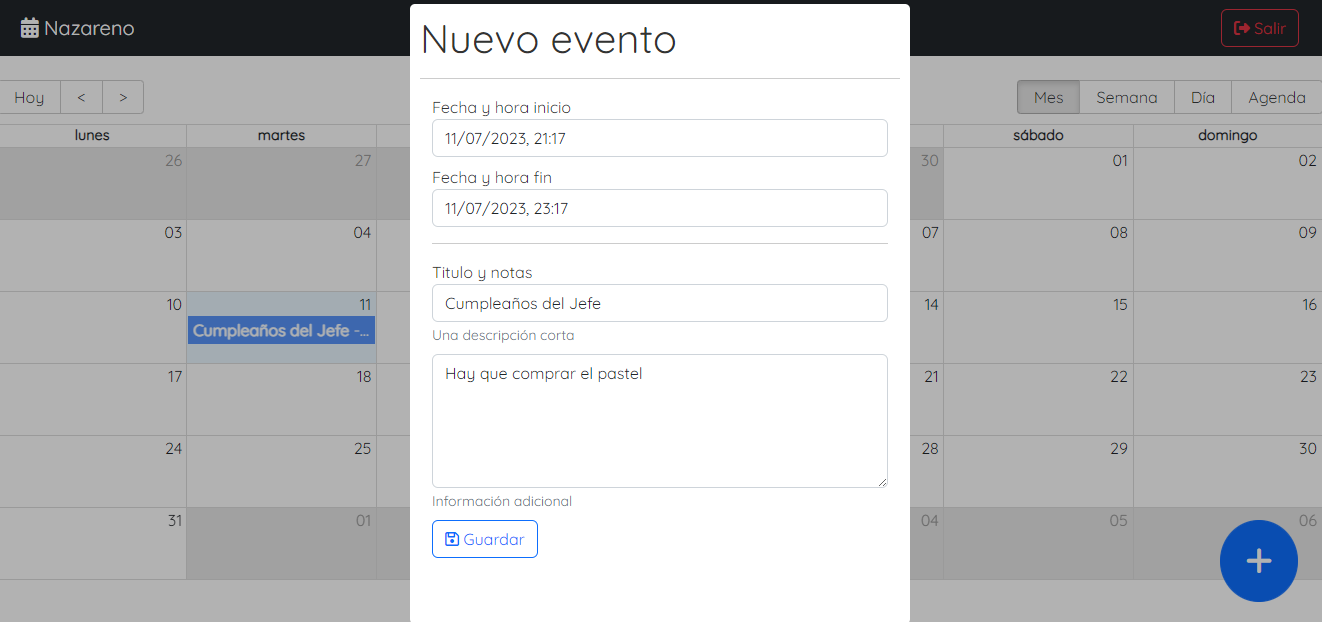 Nazareno
Salir
Nuevo evento
Hoy
<
>
Mes
Semana
Día
Agenda
lunes
martes
sábado
domingo
Fecha y hora inicio
11/07/2023, 21:17
Fecha y hora fin
11/07/2023, 23:17
Titulo y notas
Cumpleaños del Jefe
Una descripción corta
Hay que comprar el pastel
Información adicional
Guardar
26
27
30
01
02
03
04
07
08
09
10
11
14
15
16
Cumpleaños del Jefe -...
17
18
21
22
23
24
25
28
29
30
31
01
04
05
06